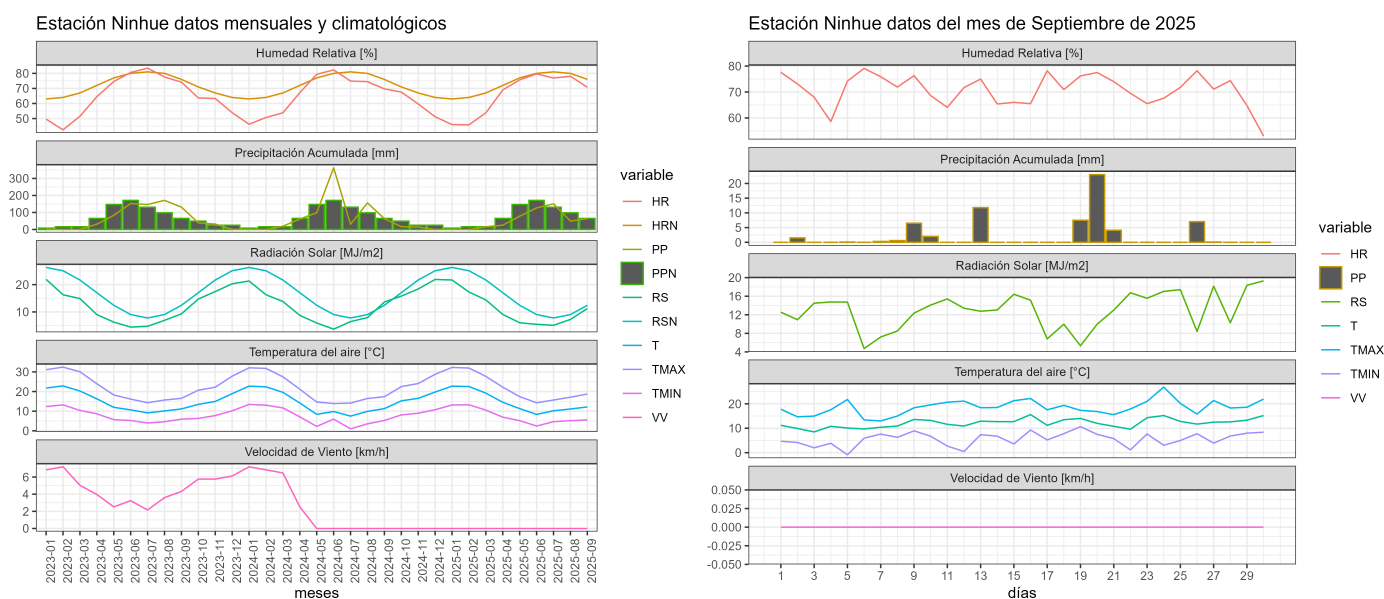 Estación Ninhue datos mensuales y climatológicos
Humedad Relativa [%]
80
70
60
50
Precipitación Acumulada [mm]
300
200
100
0
Radiación Solar [MJ/m2]
20
10
Temperatura del aire [°C]
30
20
10
0
Velocidad de Viento [km/h]
6
4
2
0
2023-01
2023-02
2023-03
2023-04
2023-05
2023-06
2023-07
2023-08
2023-09
2023-10
2023-11
2023-12
2024-01
2024-02
2024-03
2024-04
2024-05
2024-06
2024-07
2024-08
2024-09
2024-10
2024-11
2024-12
2025-01
2025-02
2025-03
2025-04
2025-05
2025-06
2025-07
2025-08
2025-09
meses
variable
HR
HRN
PP
PPN
RS
RSN
T
TMAX
TMIN
VV
Estación Ninhue datos del mes de Septiembre de 2025
Humedad Relativa [%]
80
70
60
Precipitación Acumulada [mm]
20
15
10
5
0
Radiación Solar [MJ/m2]
20
16
12
8
4
Temperatura del aire [°C]
20
10
0
Velocidad de Viento [km/h]
0.050
0.025
0.000
-0.025
-0.050
1 3 5 7 9 11 13 15 17 19 21 23 25 27 29
días
variable
HR
PP
RS
T
TMAX
TMIN
VV